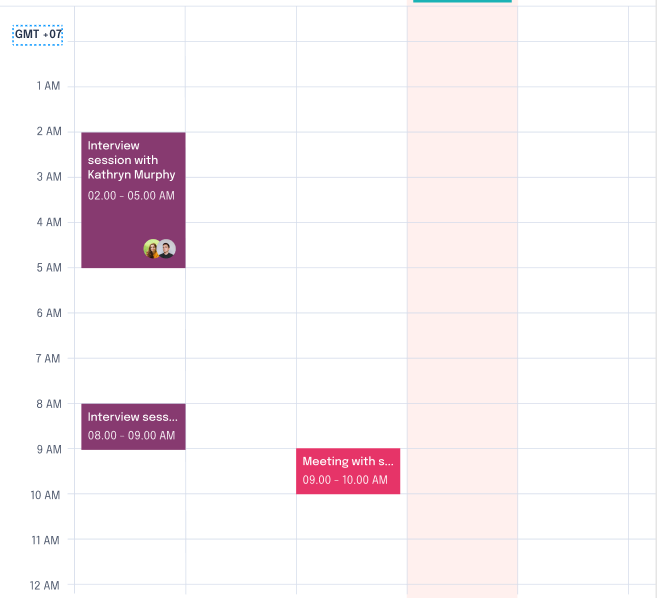 GMT +07
1 AM
2 AM
Interview
session with
Kathryn Murphy
3 AM
02.00 - 05.00 AM
4 AM
5 AM
6 AM
7 AM
8 AM
Interview sess...
08.00 - 09.00 AM
9 AM
Meeting with s...
09.00 - 10.00 AM
10 AM
11 AM
12 AM